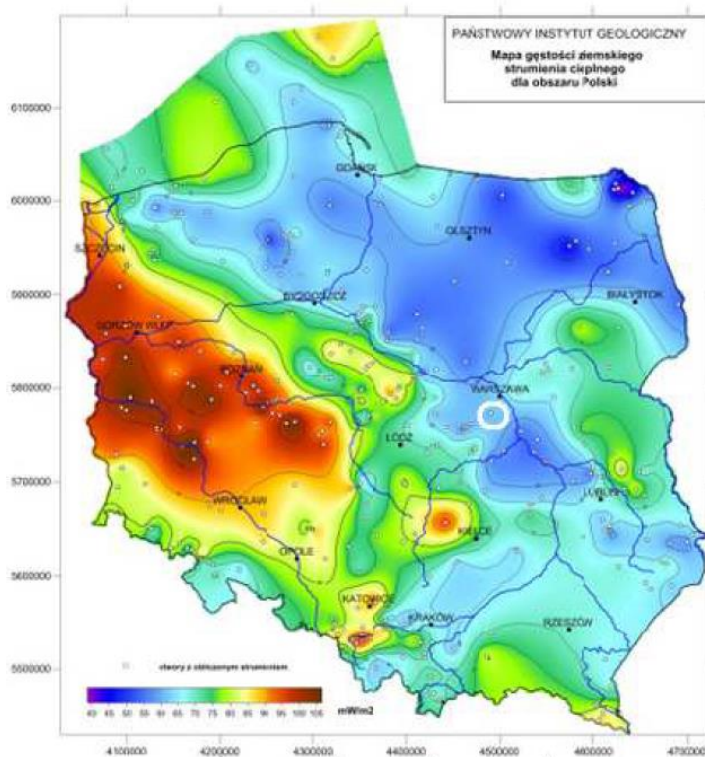 PAŃSTWOWY INSTYTUT GEOLOGICZNY
Mapa gęstości ziemskiego
strumienia cieplnego
dla obszaru Polski
6105000
GDAŃSK
6000000
OLSZTYN
SZCZECIN
5900000
BYDGOSZCZ
BIAŁYSTOK
GORZÓW WLKP
5800000
POZNAŃ
WARSZAWA
ŁÓDŹ
5700000
LUBLIN
WROCŁAW
KIELCE
OPOLE
5600000
KATOWICE
KRAKÓW
RZESZÓW
5500000
otwory z obliczonym strumieniem
45 50 55 60 65 70 75 80 85 90 95 100 105
mW/m2
4100000 4200000 4300000 4400000 4500000 4600000 4700000